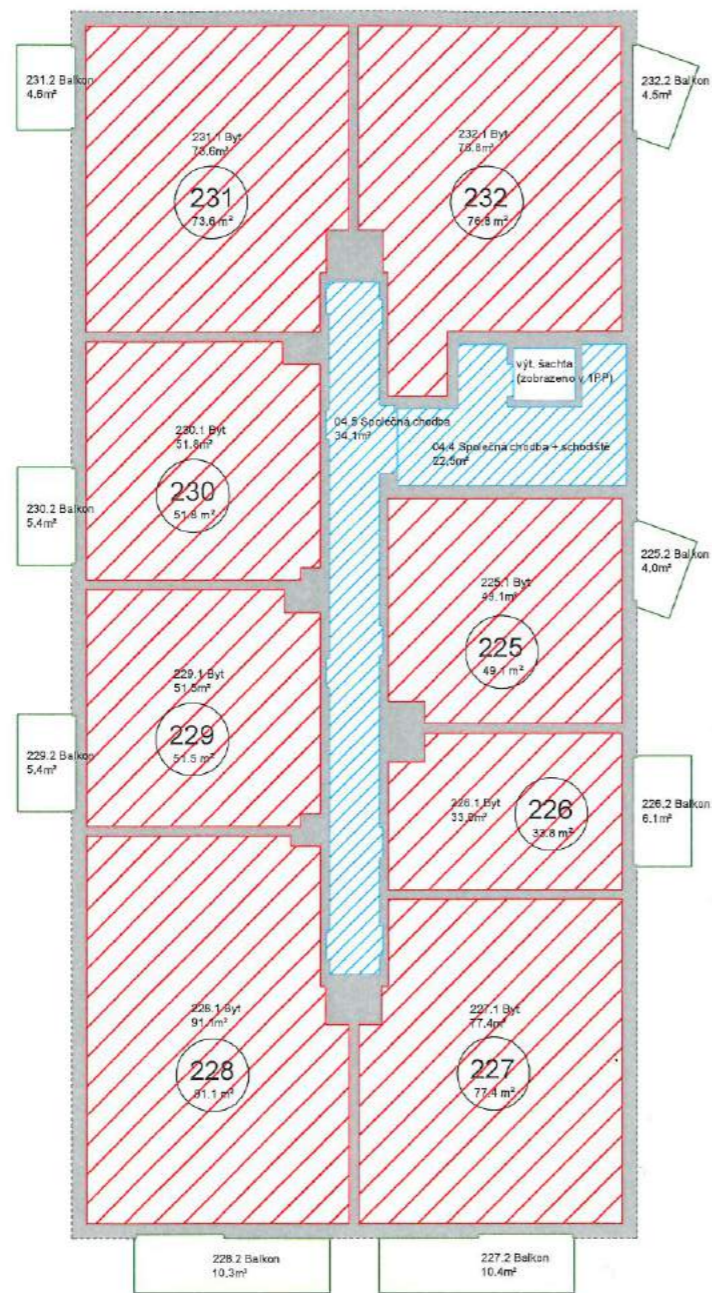 231.2 Balkon
4.6m²
232.2 Balkon
4.5m²
231.1 Byt
73.6m²
231
73.6 m²
232.1 Byt
76.8m²
232
76.8 m²
výt. šachta
(zobrazeno v 1PP)
04.5 Společná chodba
34,1m²
04.4 Společná chodba + schodiště
22,5m²
230.1 Byt
51.8m²
230
51.8 m²
230.2 Balkon
5,4m²
225.2 Balkon
4,0m²
225.1 Byt
49.1m²
225
49.1 m²
229.1 Byt
51.5m²
229
51.5 m²
229.2 Balkon
5,4m²
226.1 Byt
33,8m²
226
33.8 m²
226.2 Balkon
6.1m²
228.1 Byt
91.1m²
228
91.1 m²
227.1 Byt
77.4m²
227
77.4 m²
228.2 Balkon
10,3m²
227.2 Balkon
10.4m²